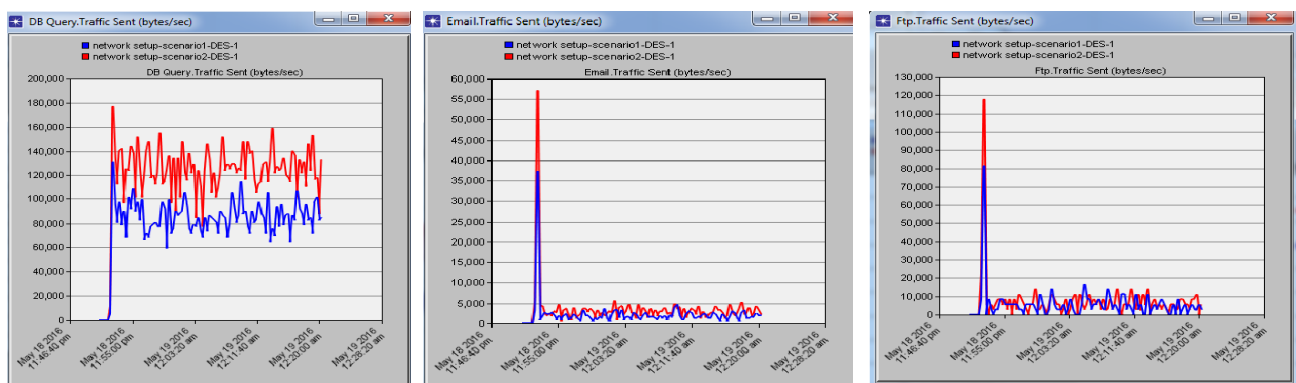 DB Query.Traffic Sent (bytes/sec)
network setup-scenario1-DES-1
network setup-scenario2-DES-1
DB Query.Traffic Sent (bytes/sec)
200,000
180,000
160,000
140,000
120,000
100,000
80,000
60,000
40,000
20,000
0
May 18 2016
11:46:40 pm
May 18 2016
11:55:00 pm
May 19 2016
12:03:20 am
May 19 2016
12:11:40 am
May 19 2016
12:20:00 am
May 19 2016
12:28:20 am
Email.Traffic Sent (bytes/sec)
network setup-scenario1-DES-1
network setup-scenario2-DES-1
Email.Traffic Sent (bytes/sec)
60,000
55,000
50,000
45,000
40,000
35,000
30,000
25,000
20,000
15,000
10,000
5,000
0
May 18 2016
11:46:40 pm
May 18 2016
11:55:00 pm
May 19 2016
12:03:20 am
May 19 2016
12:11:40 am
May 19 2016
12:20:00 am
May 19 2016
12:28:20 am
Ftp.Traffic Sent (bytes/sec)
network setup-scenario1-DES-1
network setup-scenario2-DES-1
Ftp.Traffic Sent (bytes/sec)
130,000
120,000
110,000
100,000
90,000
80,000
70,000
60,000
50,000
40,000
30,000
20,000
10,000
0
May 18 2016
11:46:40 pm
May 18 2016
11:55:00 pm
May 19 2016
12:03:20 am
May 19 2016
12:11:40 am
May 19 2016
12:20:00 am
May 19 2016
12:28:20 am